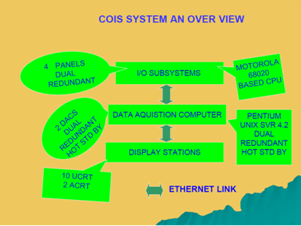 COIS SYSTEM AN OVER VIEW
4 PANELS
DUAL
REDUNDANT
I/O SUBSYSTEMS
MOTOROLA
68020
BASED CPU
2 DACS
DUAL
REDUNDANT
HOT STD BY
DATA AQUISTION COMPUTER
PENTIUM
UNIX SVR 4.2
DUAL
REDUNDANT
HOT STD BY
DISPLAY STATIONS
10 UCRT
2 ACRT
ETHERNET LINK